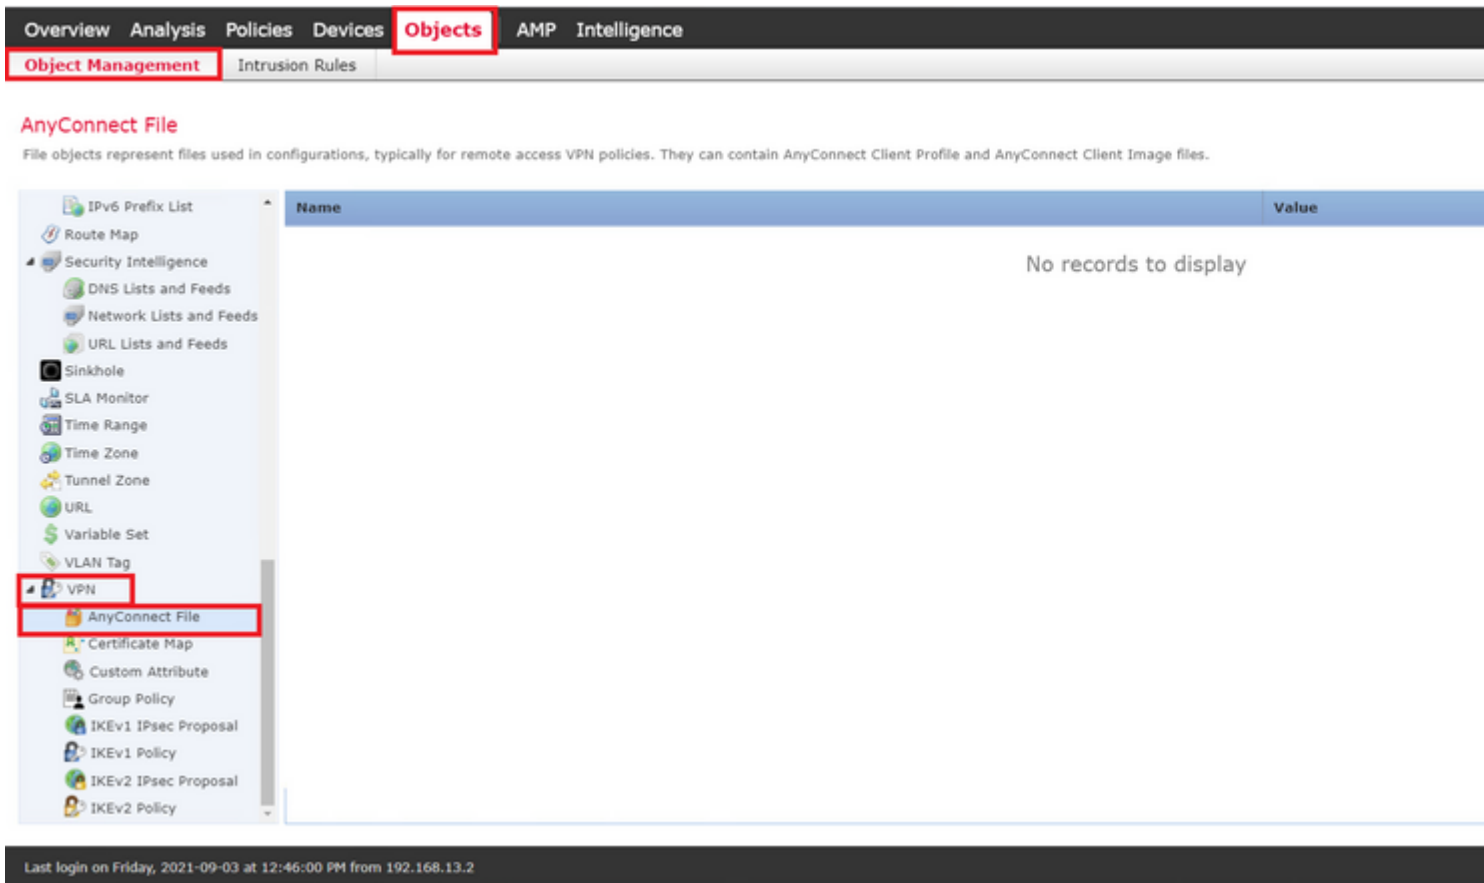 Overview Analysis Policies Devices Objects AMP Intelligence
Object Management Intrusion Rules
AnyConnect File
File objects represent files used in configurations, typically for remote access VPN policies. They can contain AnyConnect Client Profile and AnyConnect Client Image files.
Name Value
No records to display
IPv6 Prefix List
Route Map
Security Intelligence
DNS Lists and Feeds
Network Lists and Feeds
URL Lists and Feeds
Sinkhole
SLA Monitor
Time Range
Time Zone
Tunnel Zone
URL
Variable Set
VLAN Tag
VPN
AnyConnect File
Certificate Map
Custom Attribute
Group Policy
IKEv1 IPsec Proposal
IKEv1 Policy
IKEv2 IPsec Proposal
IKEv2 Policy
Last login on Friday, 2021-09-03 at 12:46:00 PM from 192.168.13.2